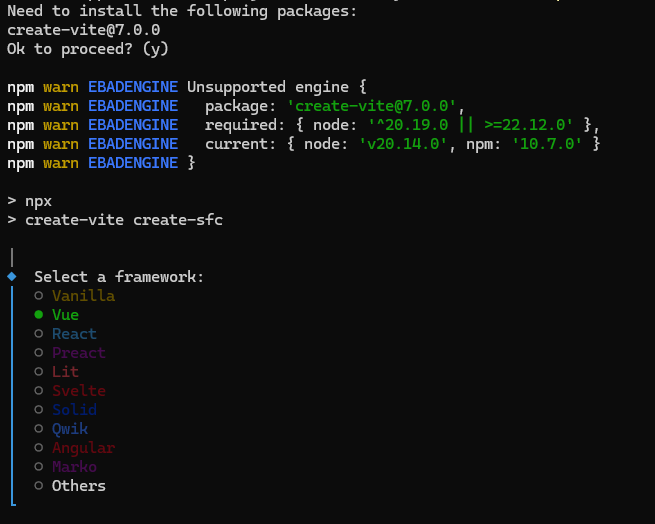 Need to install the following packages:
create-vite@7.0.0
Ok to proceed? (y)
npm warn EBADENGINE Unsupported engine {
npm warn EBADENGINE   package: 'create-vite@7.0.0',
npm warn EBADENGINE   required: { node: '^20.19.0 || >=22.12.0' },
npm warn EBADENGINE   current: { node: 'v20.14.0', npm: '10.7.0' }
npm warn EBADENGINE }
> npx
> create-vite create-sfc
Select a framework:
Vanilla
Vue
React
Preact
Lit
Svelte
Solid
Qwik
Angular
Marko
Others